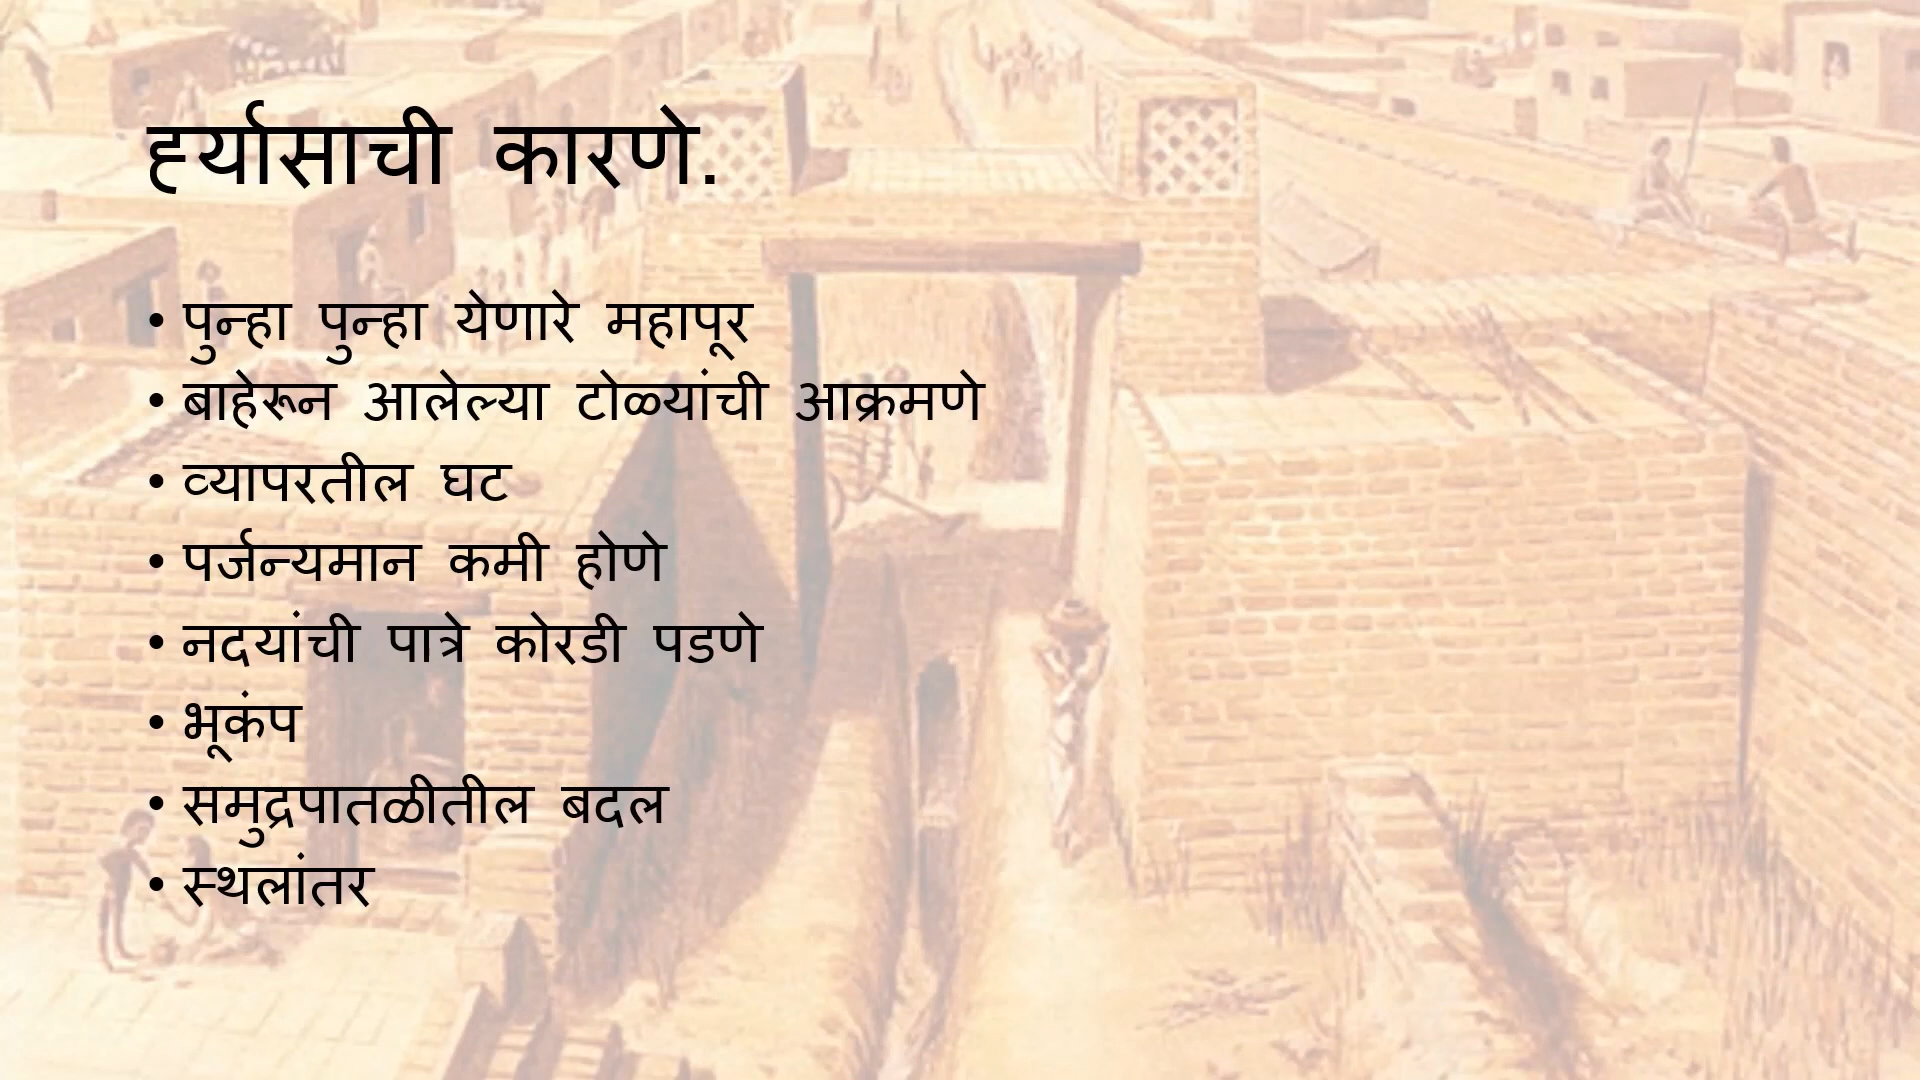 ह्र्यासाची कारणे.
• पुन्हा पुन्हा येणारे महापूर
• बाहेरून आलेल्या टोळ्यांची आक्रमणे
• व्यापरतील घट
• पर्जन्यमान कमी होणे
• नदयांची पात्रे कोरडी पडणे
• भूकंप
• समुद्रपातळीतील बदल
• स्थलांतर